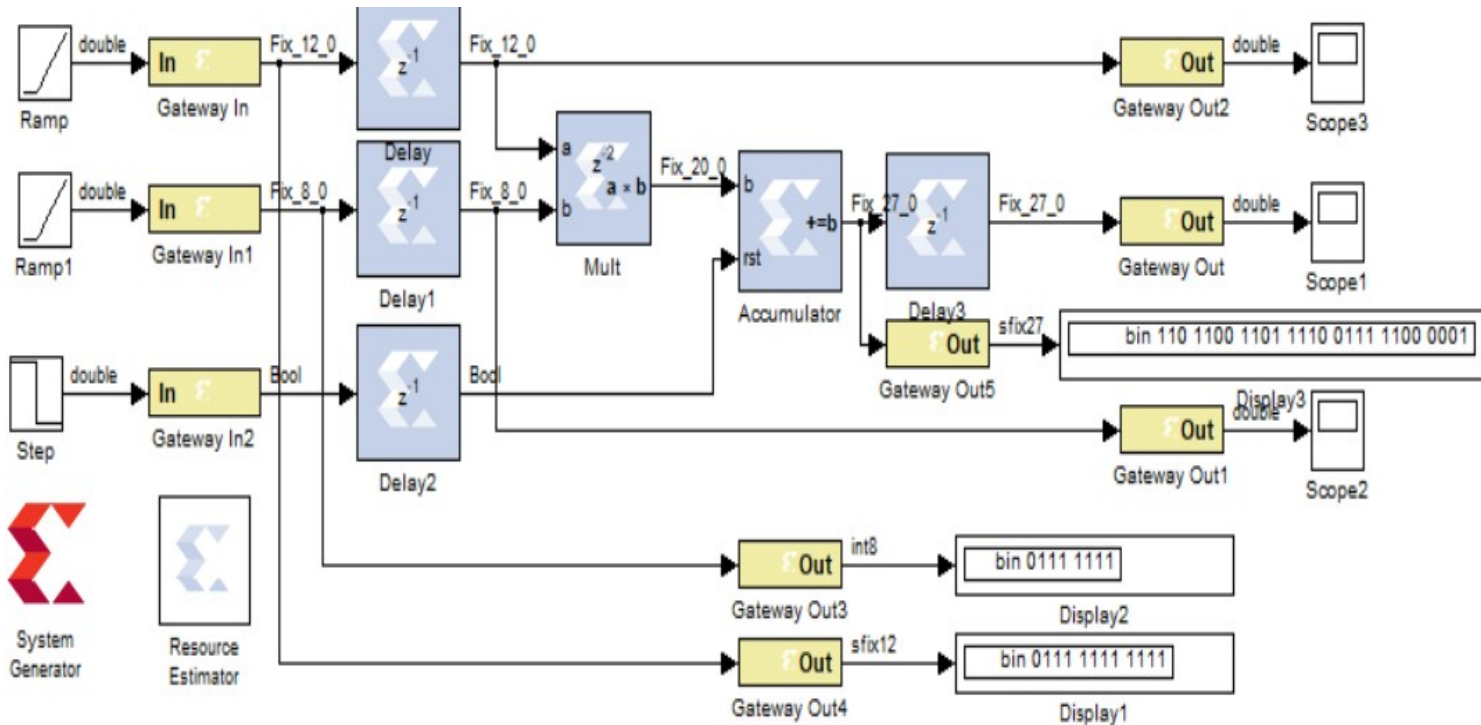 double
In
Fix_12_0
z-1
Fix_12_0
double
Out
Ramp
Gateway In
Delay
Gateway Out2
Scope3
double
In
Fix_8_0
z-1
Fix_8_0
a
b
z-2
a × b
Fix_20_0
b
rst
+=b
Fix_27_0
z-1
Fix_27_0
Out
double
Ramp1
Gateway In1
Delay1
Mult
Accumulator
Delay3
Gateway Out
Scope1
Out
sfix27
bin 110 1100 1101 1110 0111 1100 0001
Gateway Out5
Display3
double
In
Bool
z-1
Bool
Out
double
Step
Gateway In2
Delay2
Gateway Out1
Scope2
Out
int8
bin 0111 1111
Gateway Out3
Display2
System
Generator
Resource
Estimator
Out
sfix12
bin 0111 1111 1111
Gateway Out4
Display1